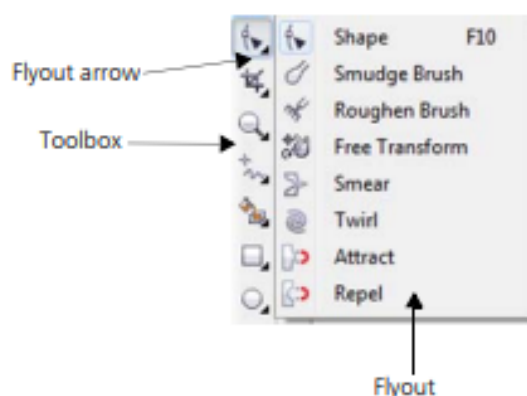 Shape F10
Flyout arrow
Smudge Brush
Roughen Brush
Toolbox
Free Transform
Smear
Twirl
Attract
Repel
Flyout